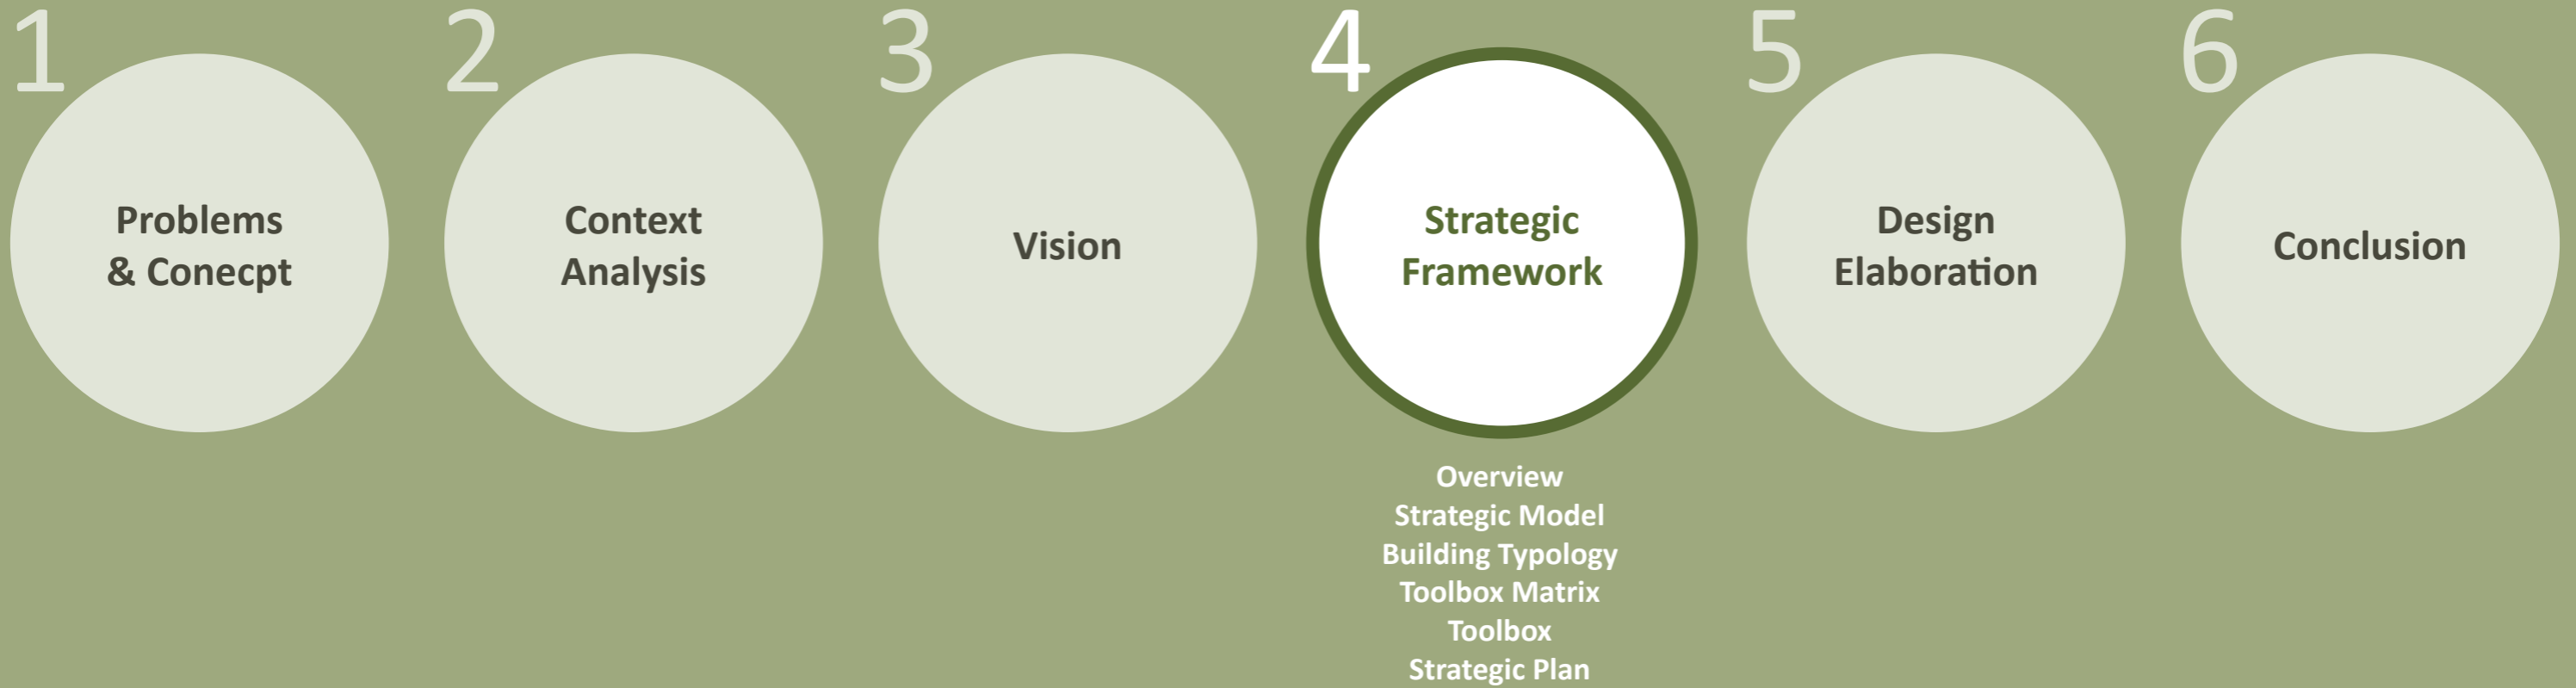 1
Problems
& Conecpt
2
Context
Analysis
3
Vision
4
Strategic
Framework
Overview
Strategic Model
Building Typology
Toolbox Matrix
Toolbox
Strategic Plan
5
Design
Elaboration
6
Conclusion